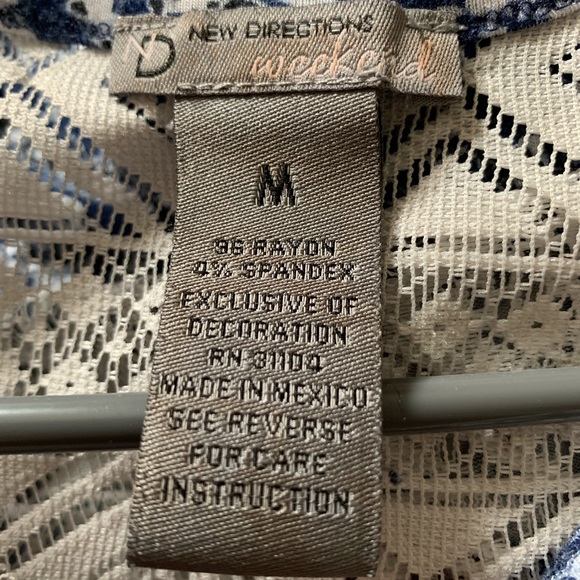 ND NEW DIRECTIONS
weekend
M
96 RAYON
4% SPANDEX
EXCLUSIVE OF
DECORATION
RN 31104
MADE IN MEXICO
SEE REVERSE
FOR CARE
INSTRUCTION